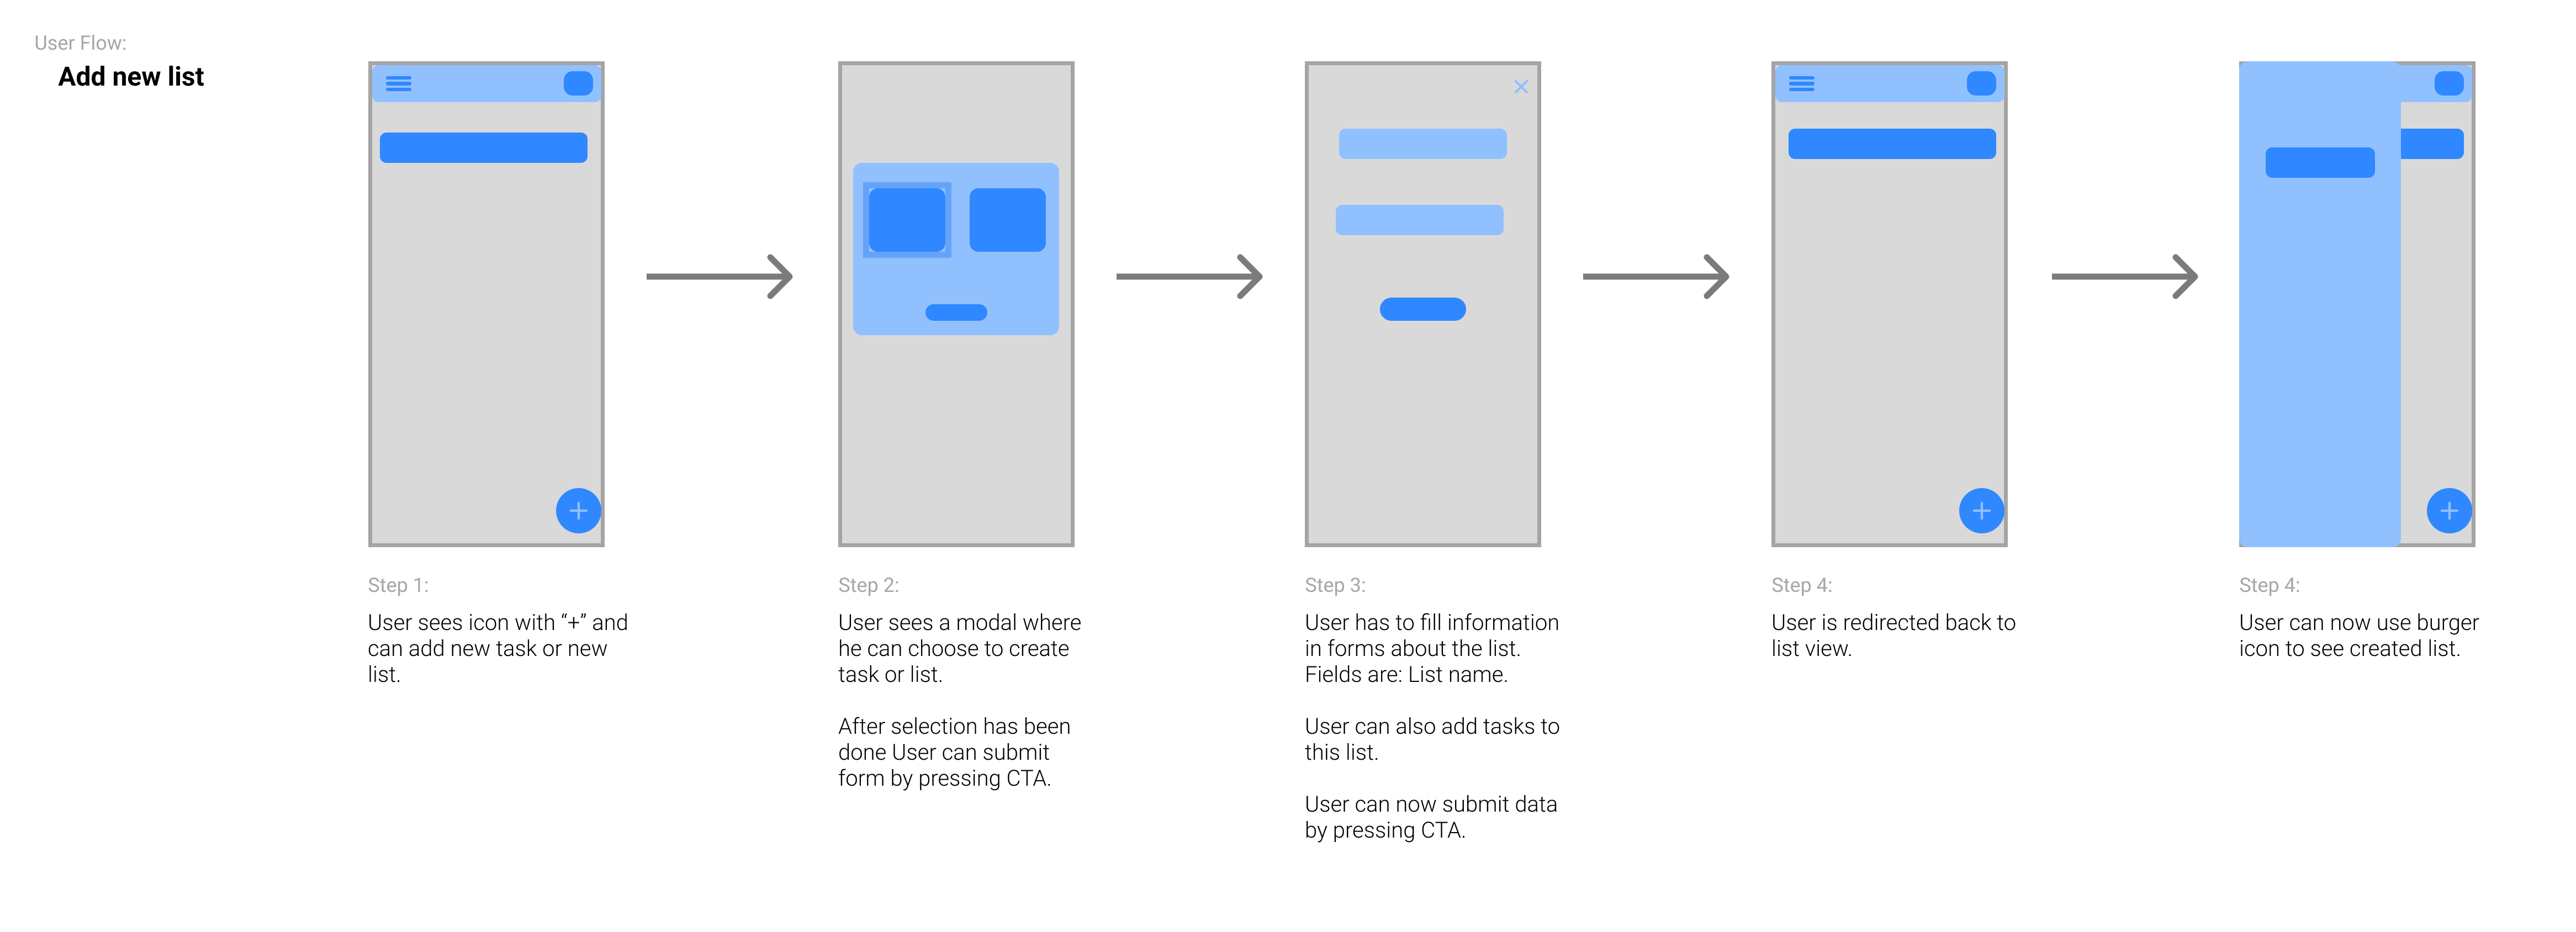 User Flow:
Add new list
Step 1:
User sees icon with “+” and
can add new task or new
list.
Step 2:
User sees a modal where
he can choose to create
task or list.
After selection has been
done User can submit
form by pressing CTA.
Step 3:
User has to fill information
in forms about the list.
Fields are: List name.
User can also add tasks to
this list.
User can now submit data
by pressing CTA.
Step 4:
User is redirected back to
list view.
Step 4:
User can now use burger
icon to see created list.